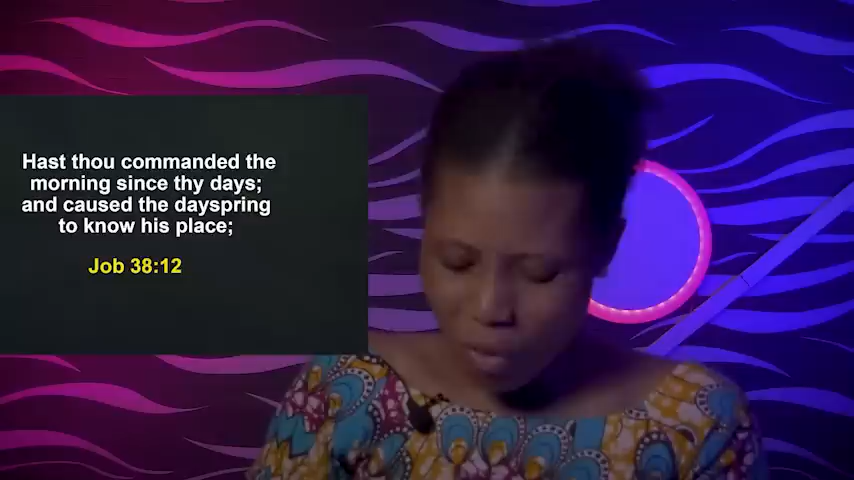 Hast thou commanded the
morning since thy days;
and caused the dayspring
to know his place;
Job 38:12